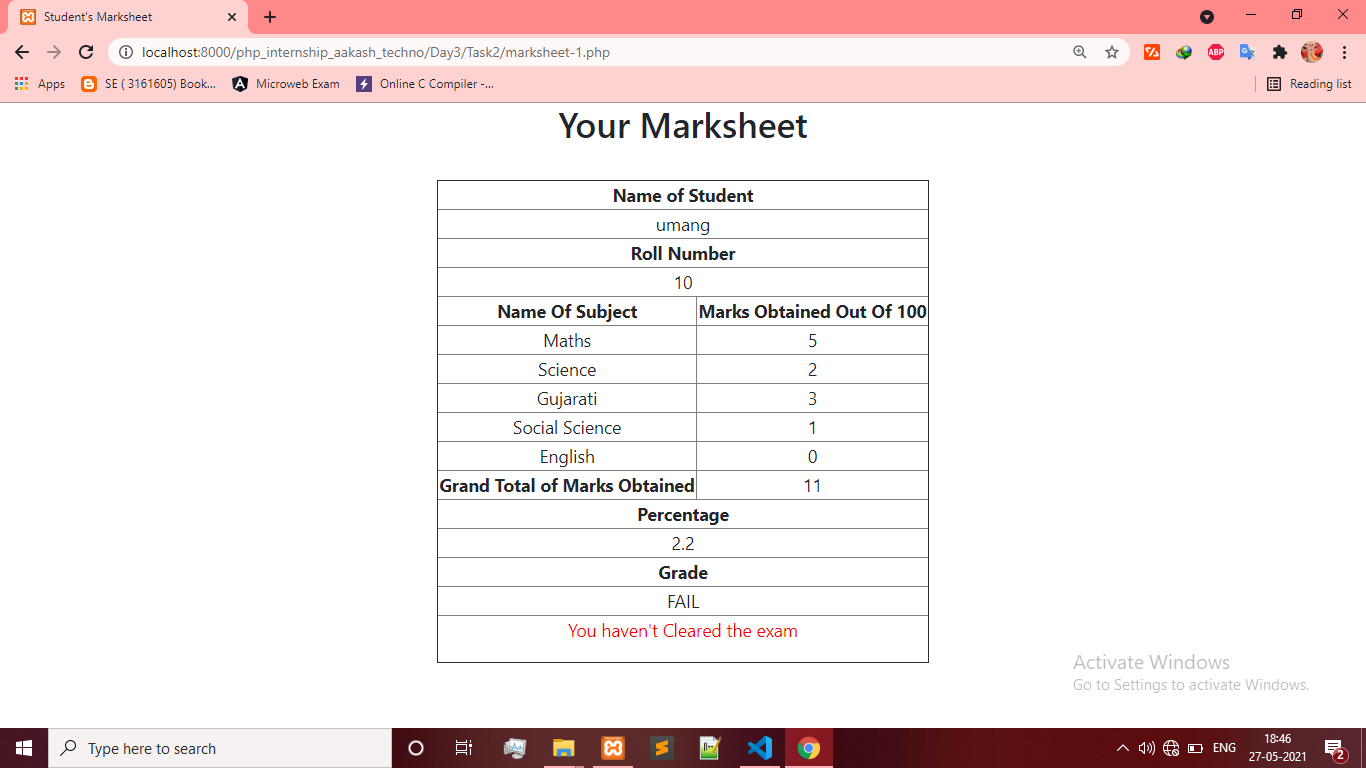 Student's Marksheet
localhost:8000/php_internship_aakash_techno/Day3/Task2/marksheet-1.php
ABP
Apps
SE ( 3161605) Book...
Microweb Exam
Online C Compiler -...
Reading list
Your Marksheet
Name of Student
umang
Roll Number
10
Name Of Subject Marks Obtained Out Of 100
Maths 5
Science 2
Gujarati 3
Social Science 1
English 0
Grand Total of Marks Obtained 11
Percentage
2.2
Grade
FAIL
You haven't Cleared the exam
Activate Windows
Go to Settings to activate Windows.
Type here to search
ENG
18:46
27-05-2021
2